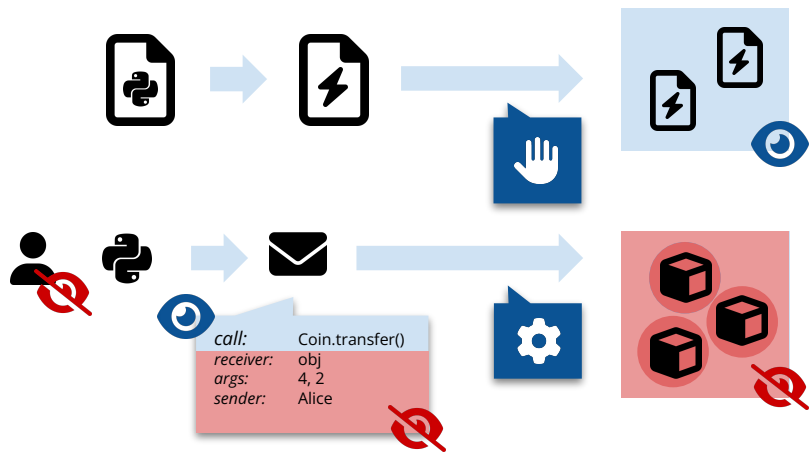 call: Coin.transfer()
receiver: obj
args: 4, 2
sender: Alice